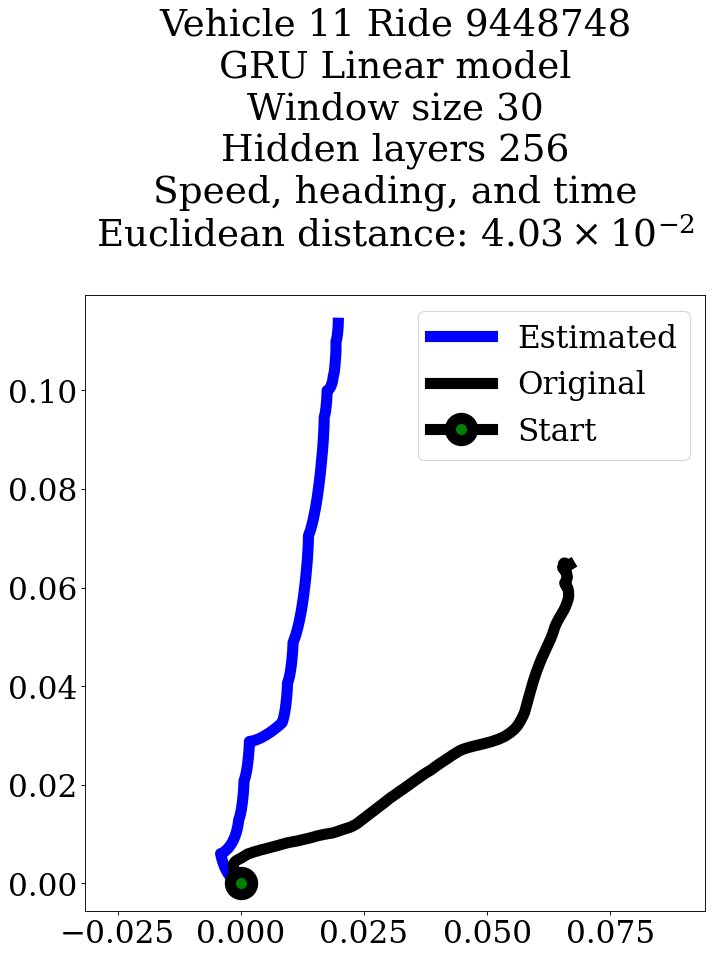 Vehicle 11 Ride 9448748
GRU Linear model
Window size 30
Hidden layers 256
Speed, heading, and time
Euclidean distance: 4.03 × 10⁻²
Estimated
Original
Start
0.10
0.08
0.06
0.04
0.02
0.00
−0.025 0.000 0.025 0.050 0.075